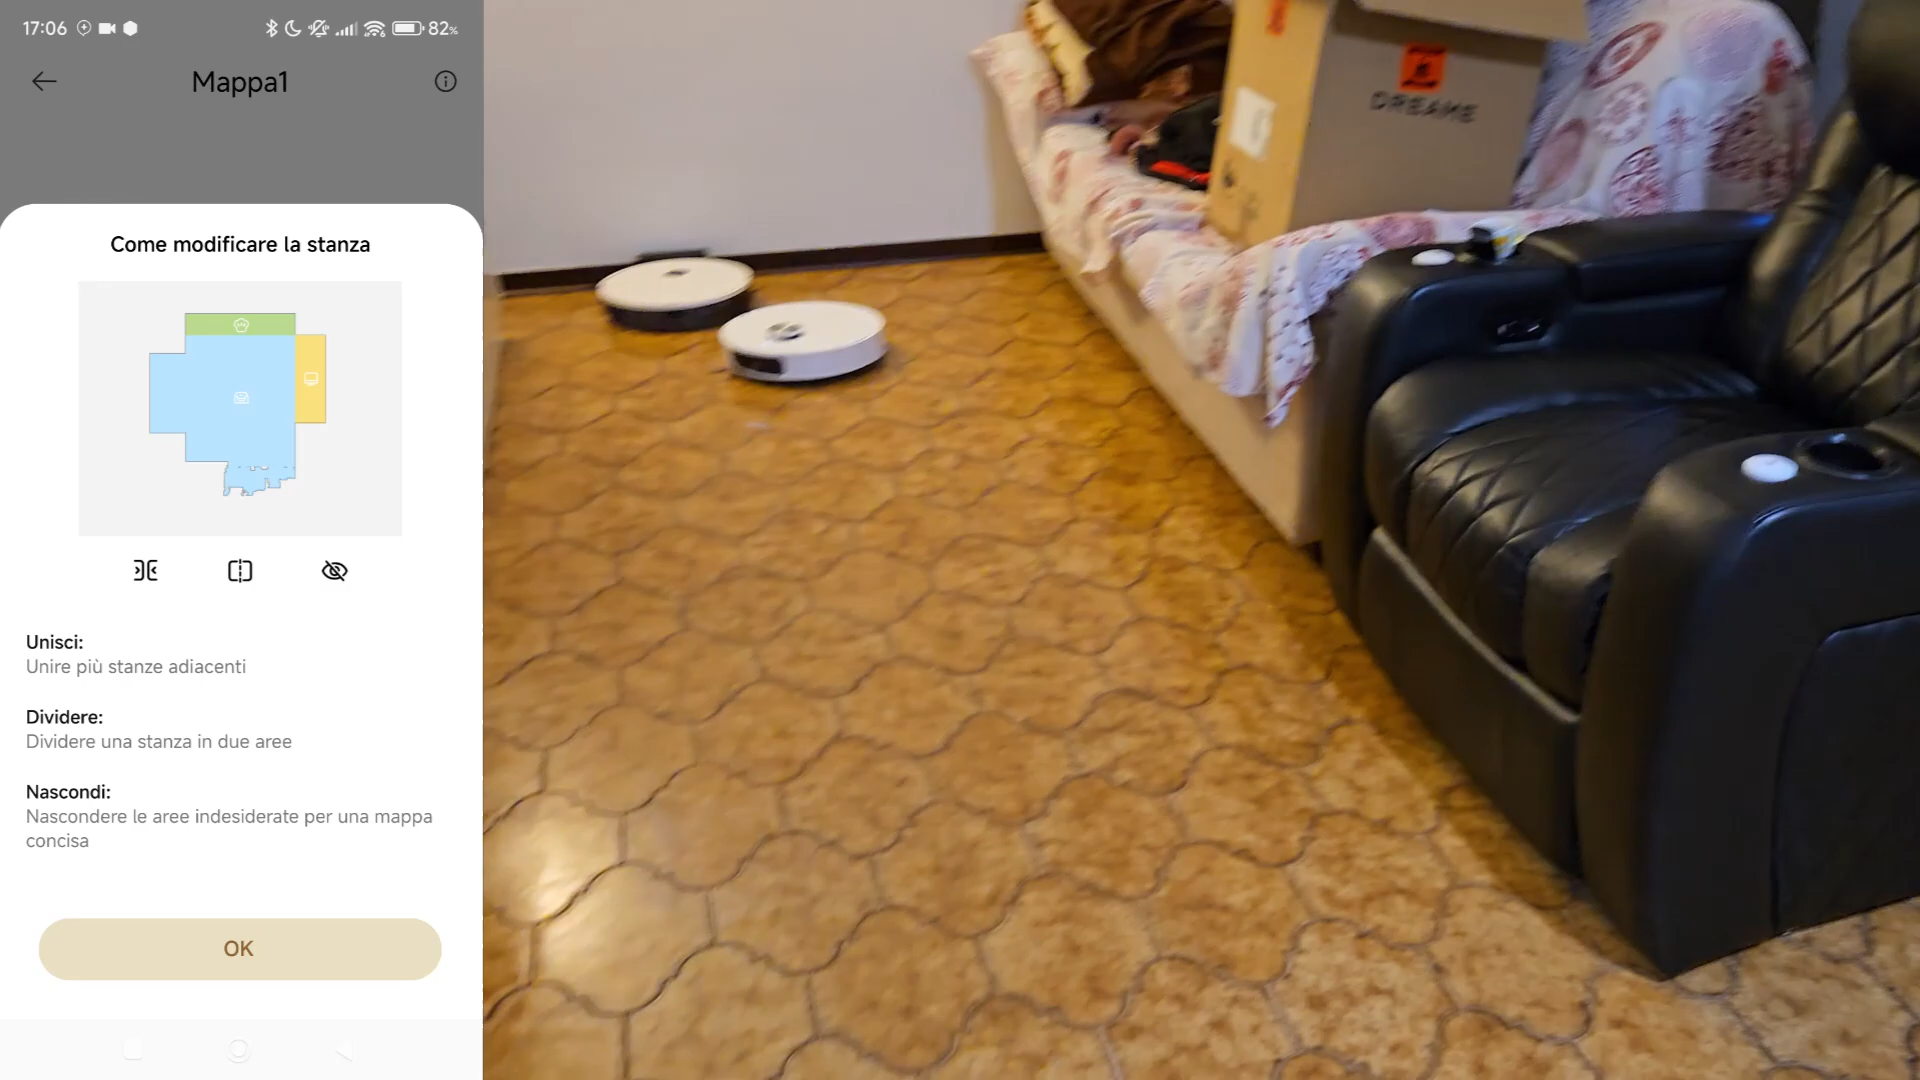 17:06
82%
Mappa1
Come modificare la stanza
Unisci:
Unire più stanze adiacenti
Dividere:
Dividere una stanza in due aree
Nascondi:
Nascondere le aree indesiderate per una mappa
concisa
OK
DREAME